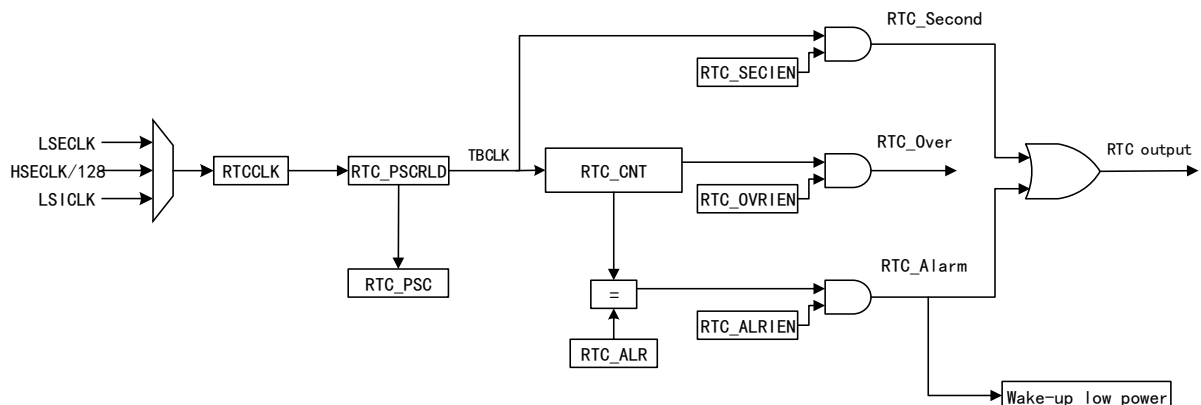 RTC_Second
RTC_SECIEN
LSECLK
HSECLK/128
LSICLK
RTCCLK
RTC_PSCRLD
TBCLK
RTC_CNT
RTC_Over
RTC_OVRIEN
RTC output
RTC_PSC
=
RTC_Alarm
RTC_ALRIEN
RTC_ALR
Wake-up low power